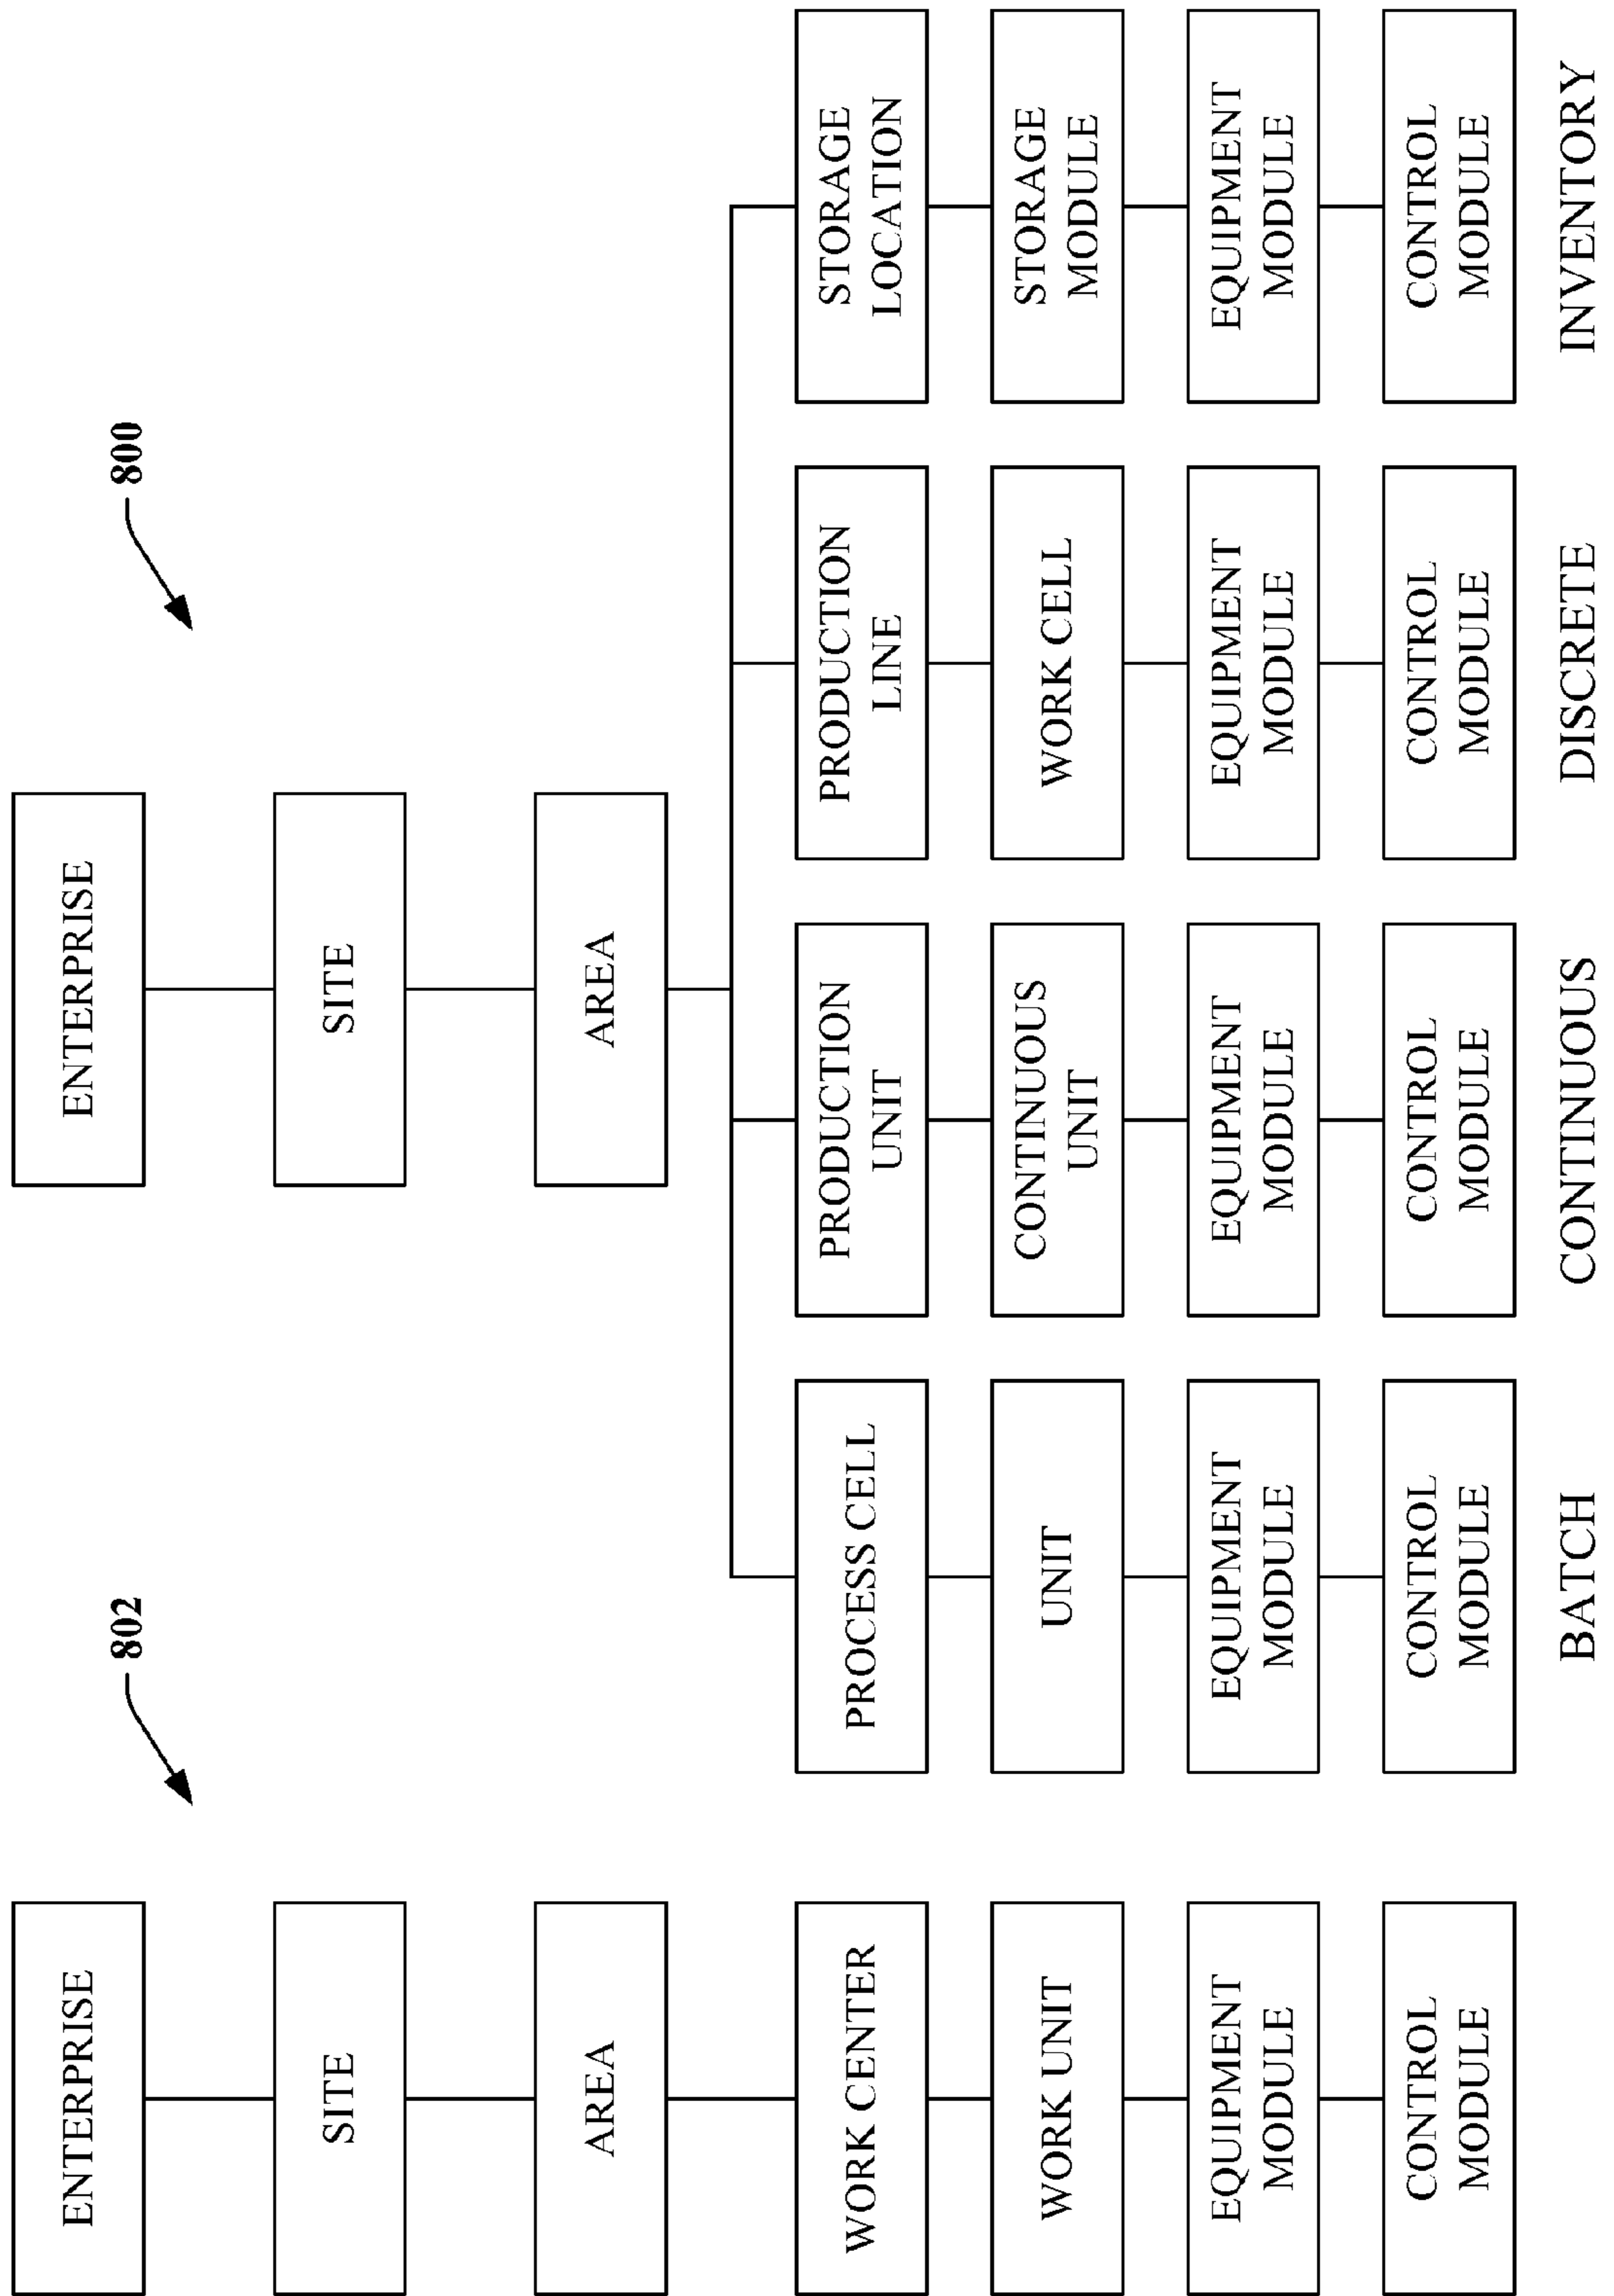 802
800
ENTERPRISE
ENTERPRISE
SITE
SITE
AREA
AREA
WORK CENTER
PROCESS CELL
PRODUCTION
UNIT
PRODUCTION
LINE
STORAGE
LOCATION
WORK UNIT
UNIT
CONTINUOUS
UNIT
WORK CELL
STORAGE
MODULE
EQUIPMENT
MODULE
EQUIPMENT
MODULE
EQUIPMENT
MODULE
EQUIPMENT
MODULE
EQUIPMENT
MODULE
CONTROL
MODULE
CONTROL
MODULE
CONTROL
MODULE
CONTROL
MODULE
CONTROL
MODULE
BATCH
CONTINUOUS
DISCRETE
INVENTORY